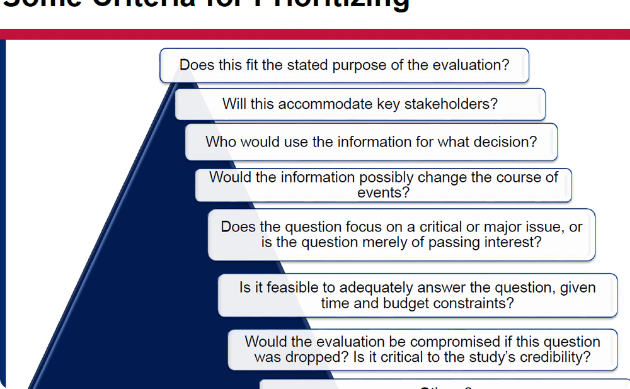 Some Criteria for Prioritizing
Does this fit the stated purpose of the evaluation?
Will this accommodate key stakeholders?
Who would use the information for what decision?
Would the information possibly change the course of
events?
Does the question focus on a critical or major issue, or
is the question merely of passing interest?
Is it feasible to adequately answer the question, given
time and budget constraints?
Would the evaluation be compromised if this question
was dropped? Is it critical to the study's credibility?